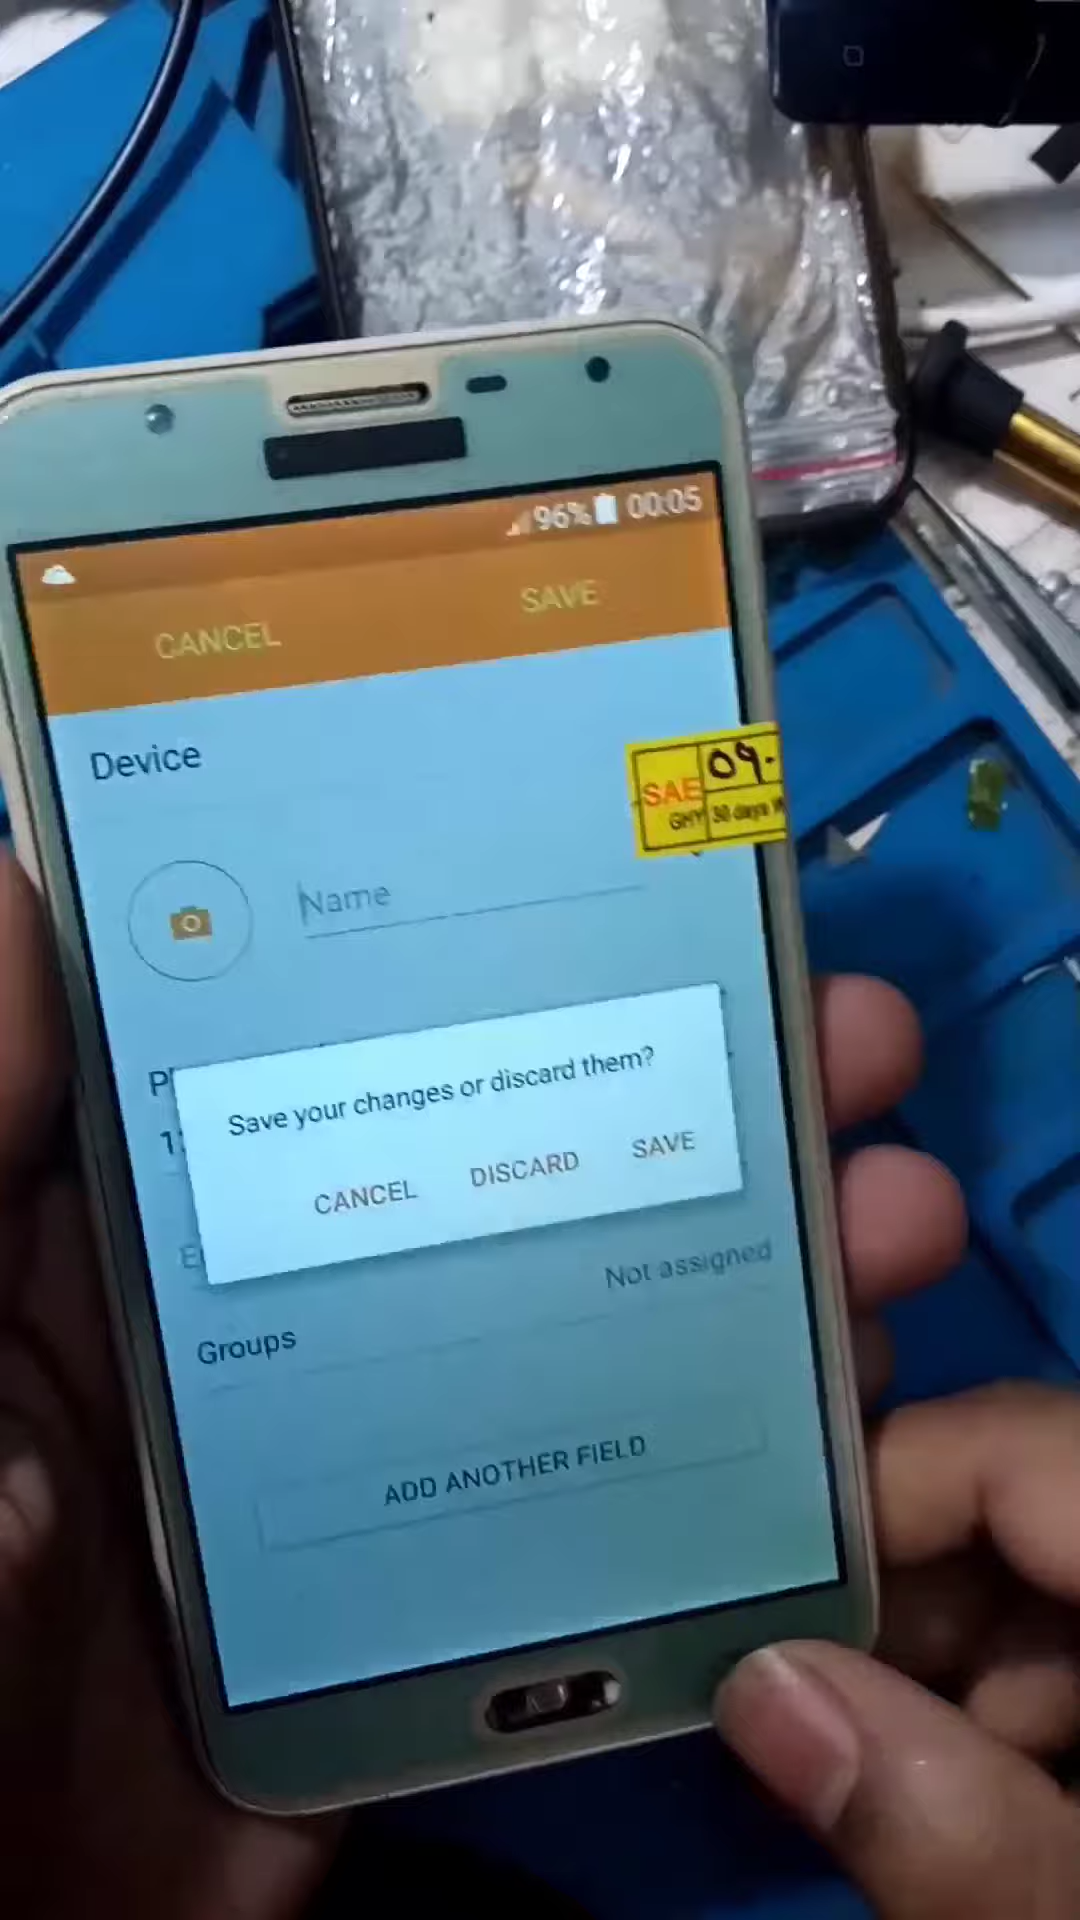 96% 00:05
CANCEL SAVE
Device
SAE 09.
GHY 30 days
Name
Save your changes or discard them?
CANCEL DISCARD SAVE
Not assigned
Groups
ADD ANOTHER FIELD